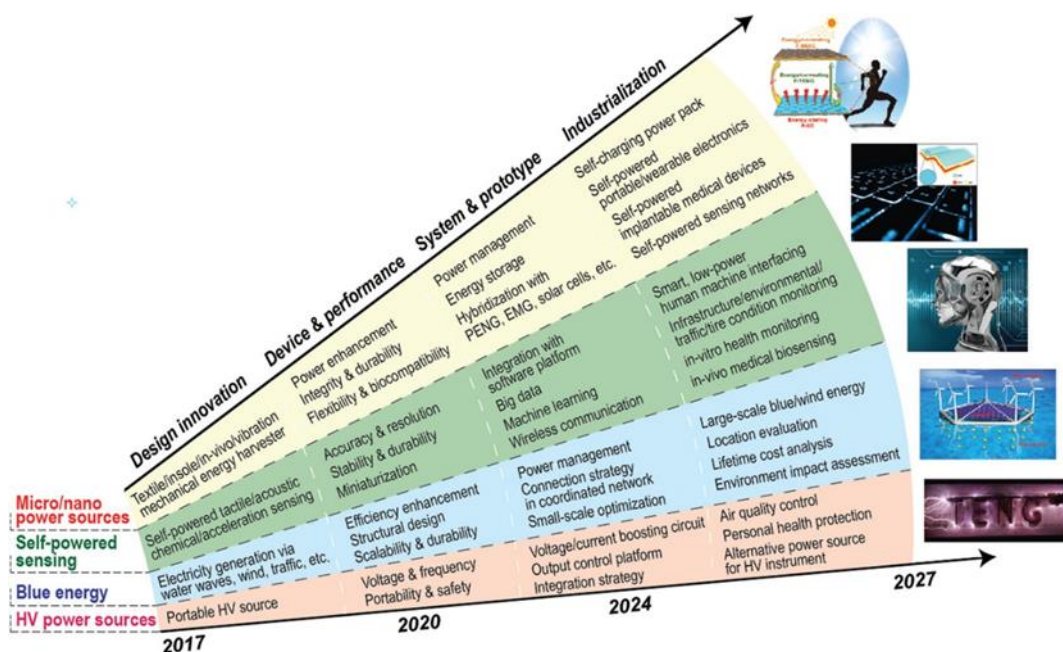 Design innovation
Device & performance
System & prototype
Industrialization
Micro/nano
power sources
Textile/insole/in-vivo/vibration
mechanical energy harvester
Power enhancement
Integrity & durability
Flexibility & biocompatibility
Power management
Energy storage
Hybridization with
PENG, EMG, solar cells, etc.
Self-charging power pack
Self-powered
portable/wearable electronics
Self-powered
implantable medical devices
Self-powered sensing networks
Self-powered
sensing
Self-powered tactile/acoustic
chemical/acceleration sensing
Accuracy & resolution
Stability & durability
Miniaturization
Integration with
software platform
Big data
Machine learning
Wireless communication
Smart, low-power
human machine interfacing
Infrastructure/environmental/
traffic/tire condition monitoring
in-vitro health monitoring
in-vivo medical biosensing
Blue energy
Electricity generation via
water waves, wind, traffic, etc.
Efficiency enhancement
Structural design
Scalability & durability
Power management
Connection strategy
in coordinated network
Small-scale optimization
Large-scale blue/wind energy
Location evaluation
Lifetime cost analysis
Environment impact assessment
HV power sources
Portable HV source
Voltage & frequency
Portability & safety
Voltage/current boosting circuit
Output control platform
Integration strategy
Air quality control
Personal health protection
Alternative power source
for HV instrument
2017
2020
2024
2027
TENG